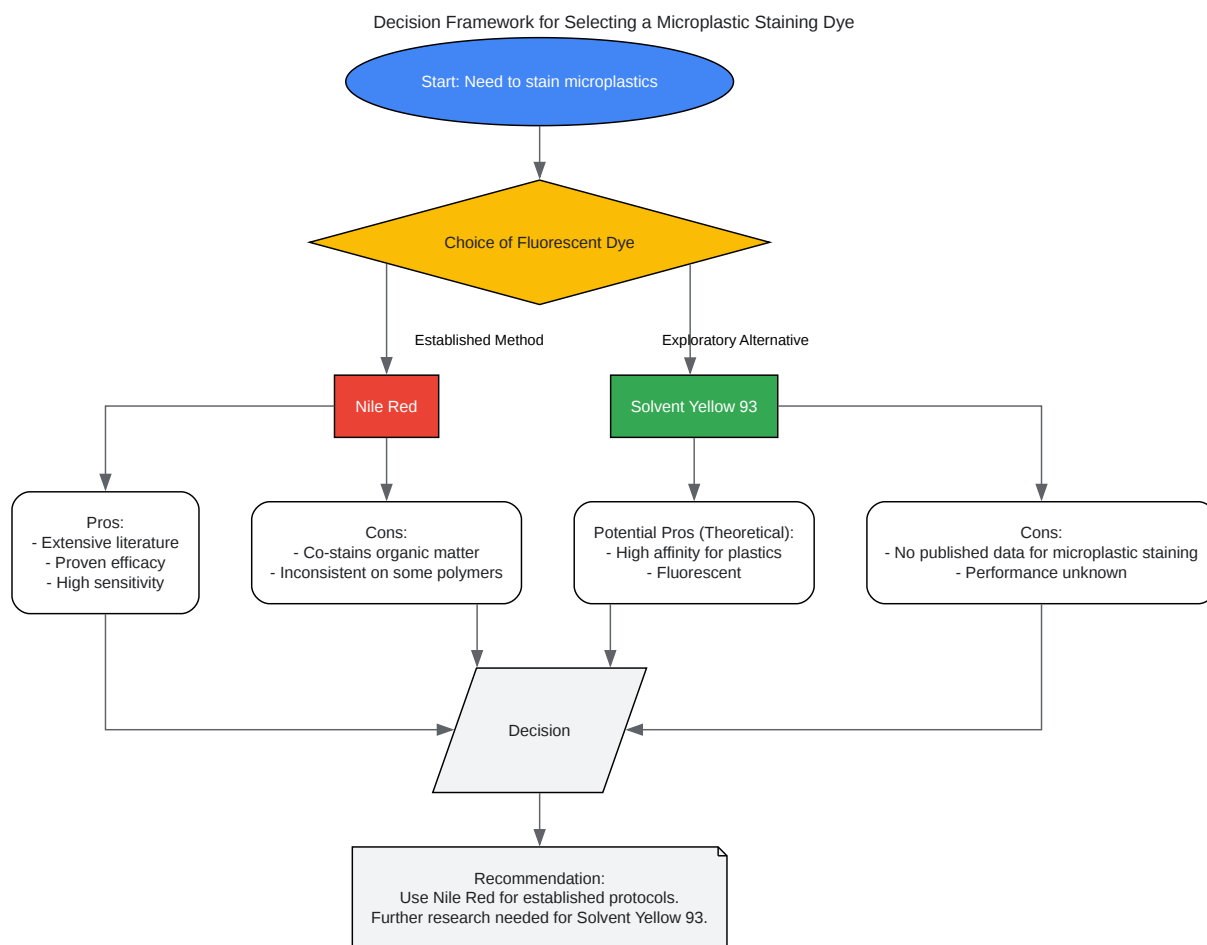 Decision Framework for Selecting a Microplastic Staining Dye
Start: Need to stain microplastics
Choice of Fluorescent Dye
Established Method
Exploratory Alternative
Nile Red
Solvent Yellow 93
Pros:
- Extensive literature
- Proven efficacy
- High sensitivity
Cons:
- Co-stains organic matter
- Inconsistent on some polymers
Potential Pros (Theoretical):
- High affinity for plastics
- Fluorescent
Cons:
- No published data for microplastic staining
- Performance unknown
Decision
Recommendation:
Use Nile Red for established protocols.
Further research needed for Solvent Yellow 93.